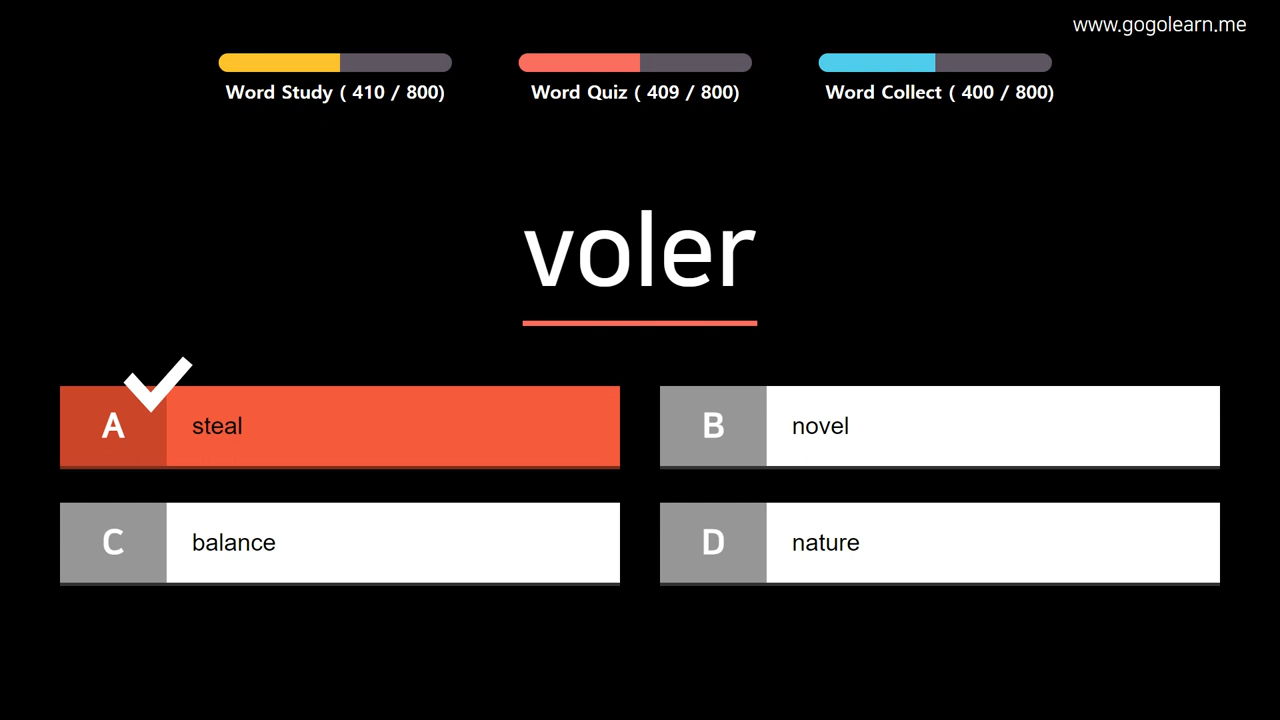 www.gogolearn.me
Word Study ( 410 / 800)
Word Quiz ( 409 / 800)
Word Collect ( 400 / 800)
voler
A steal
B novel
C balance
D nature